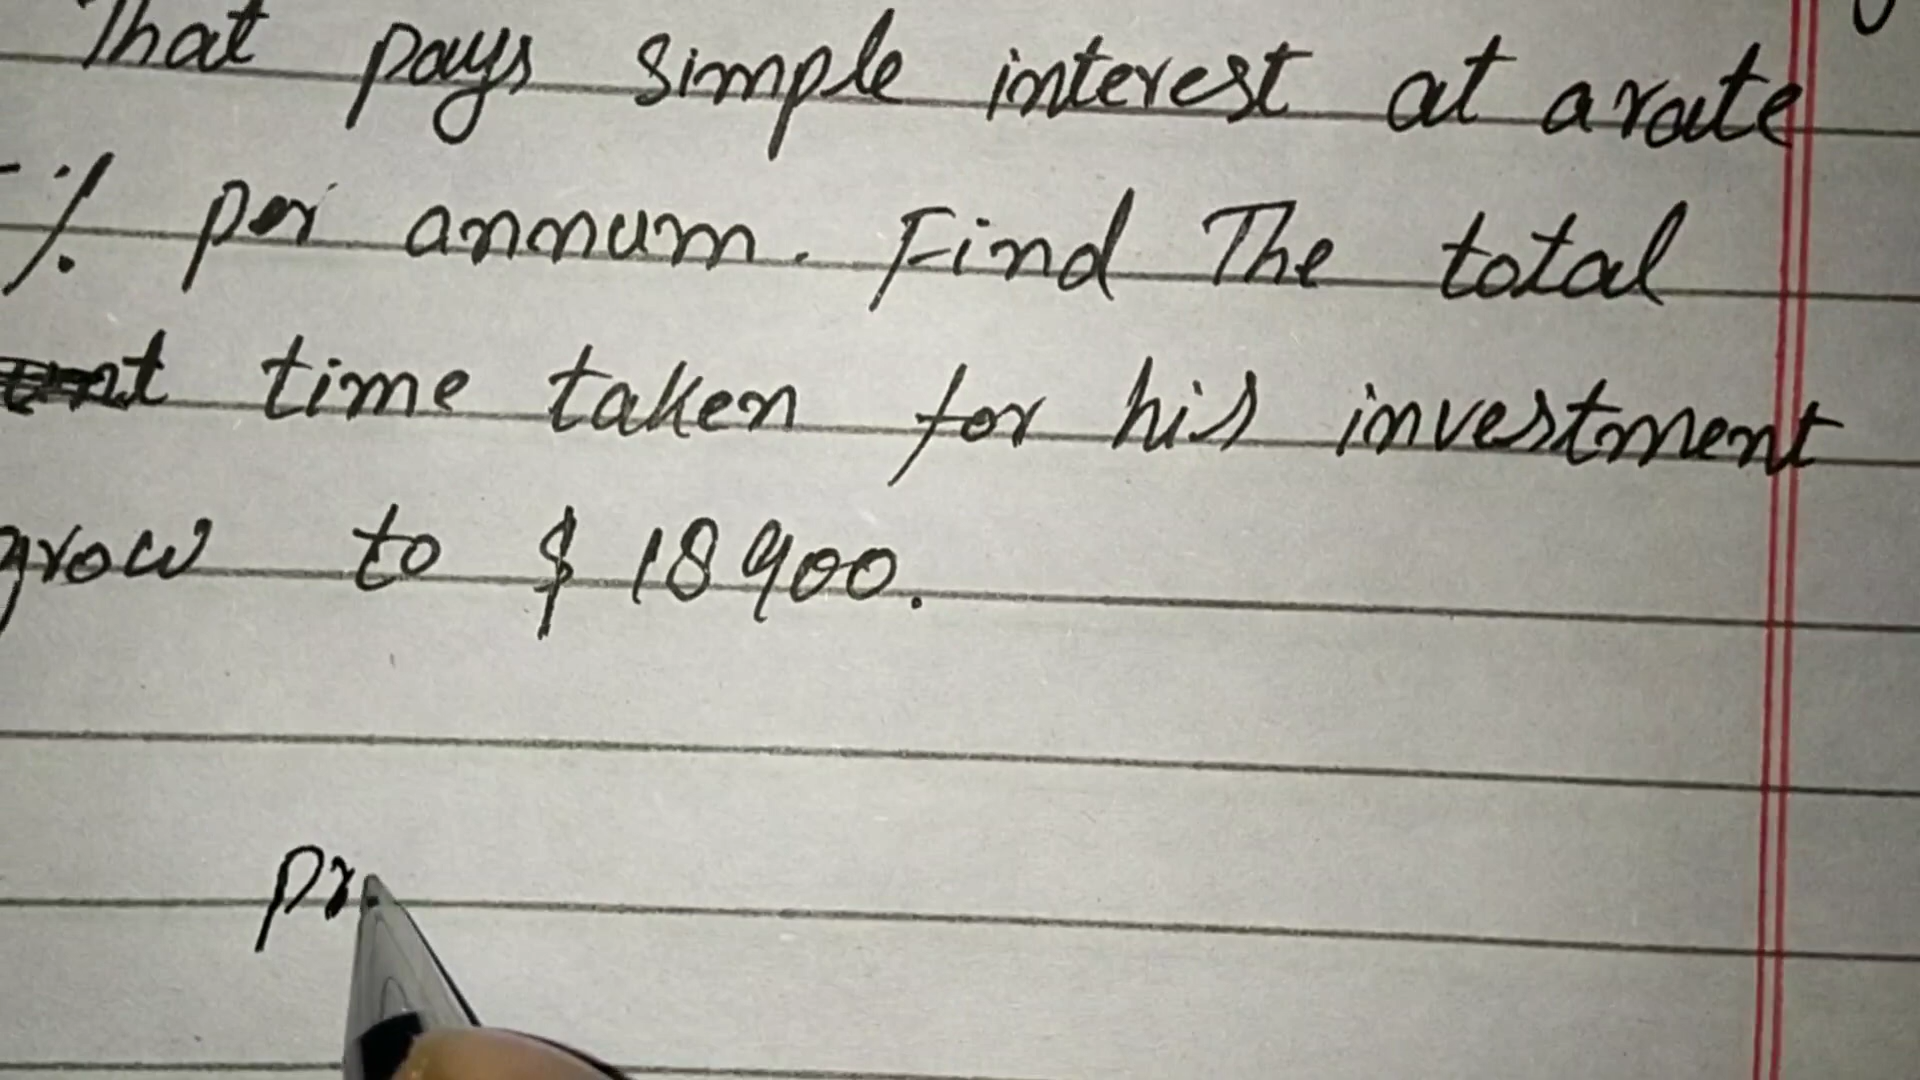 That pays simple interest at a rate
% per annum. Find The total
time taken for his investment
grow to $ 18900.
Pr